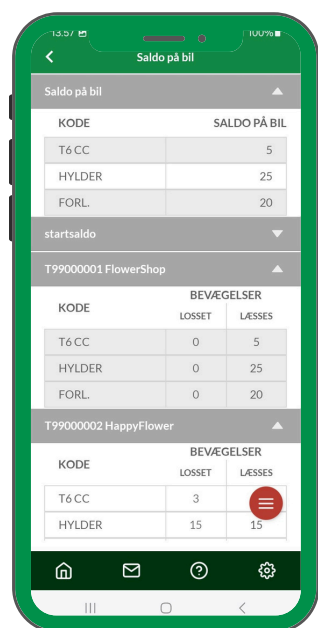 13.57 100%
Saldo på bil
Saldo på bil
KODE SALDO PÅ BIL
T6 CC 5
HYLDER 25
FORL. 20
startsaldo
T99000001 FlowerShop
BEVÆGELSER
KODE
LOSSET LÆSSES
T6 CC 0 5
HYLDER 0 25
FORL. 0 20
T99000002 HappyFlower
BEVÆGELSER
KODE
LOSSET LÆSSES
T6 CC 3
HYLDER 15 15